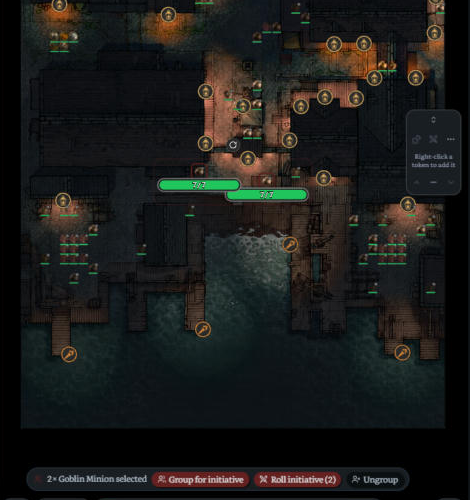 Right-click a
token to add it
7/7
7/7
2× Goblin Minion selected
Group for initiative
Roll initiative (2)
Ungroup